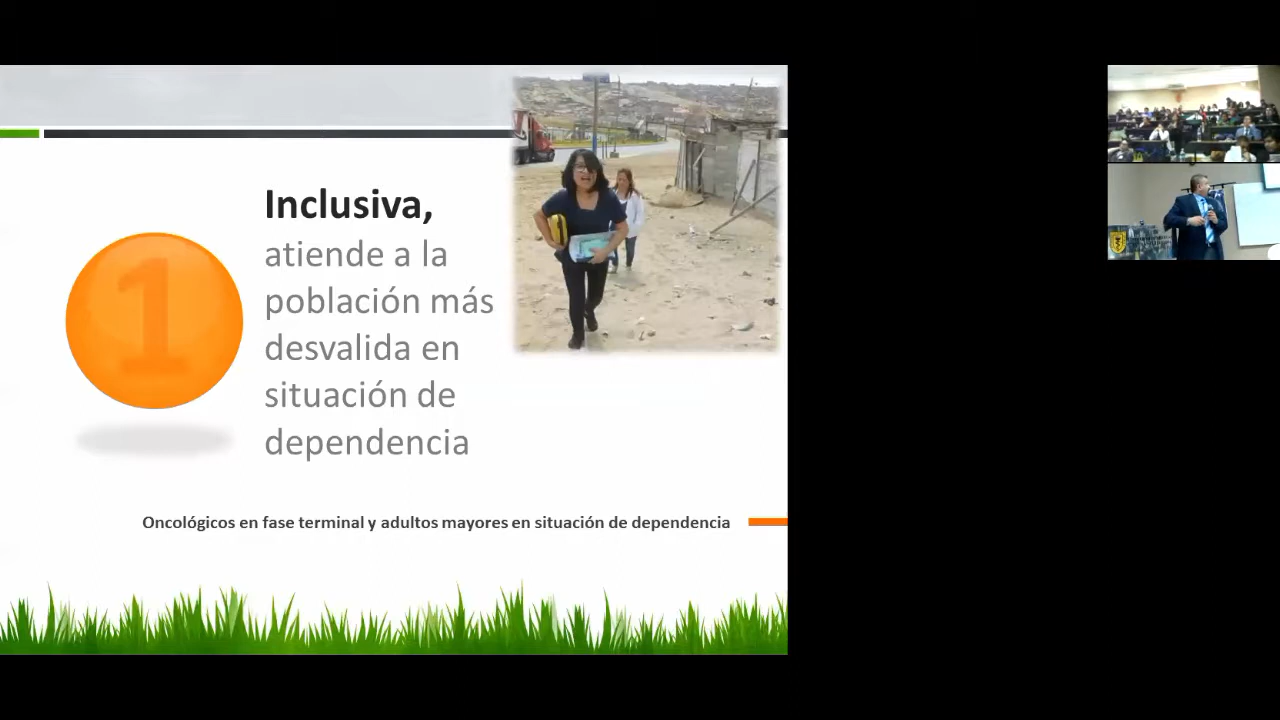 1
Inclusiva,
atiende a la
población más
desvalida en
situación de
dependencia
Oncológicos en fase terminal y adultos mayores en situación de dependencia